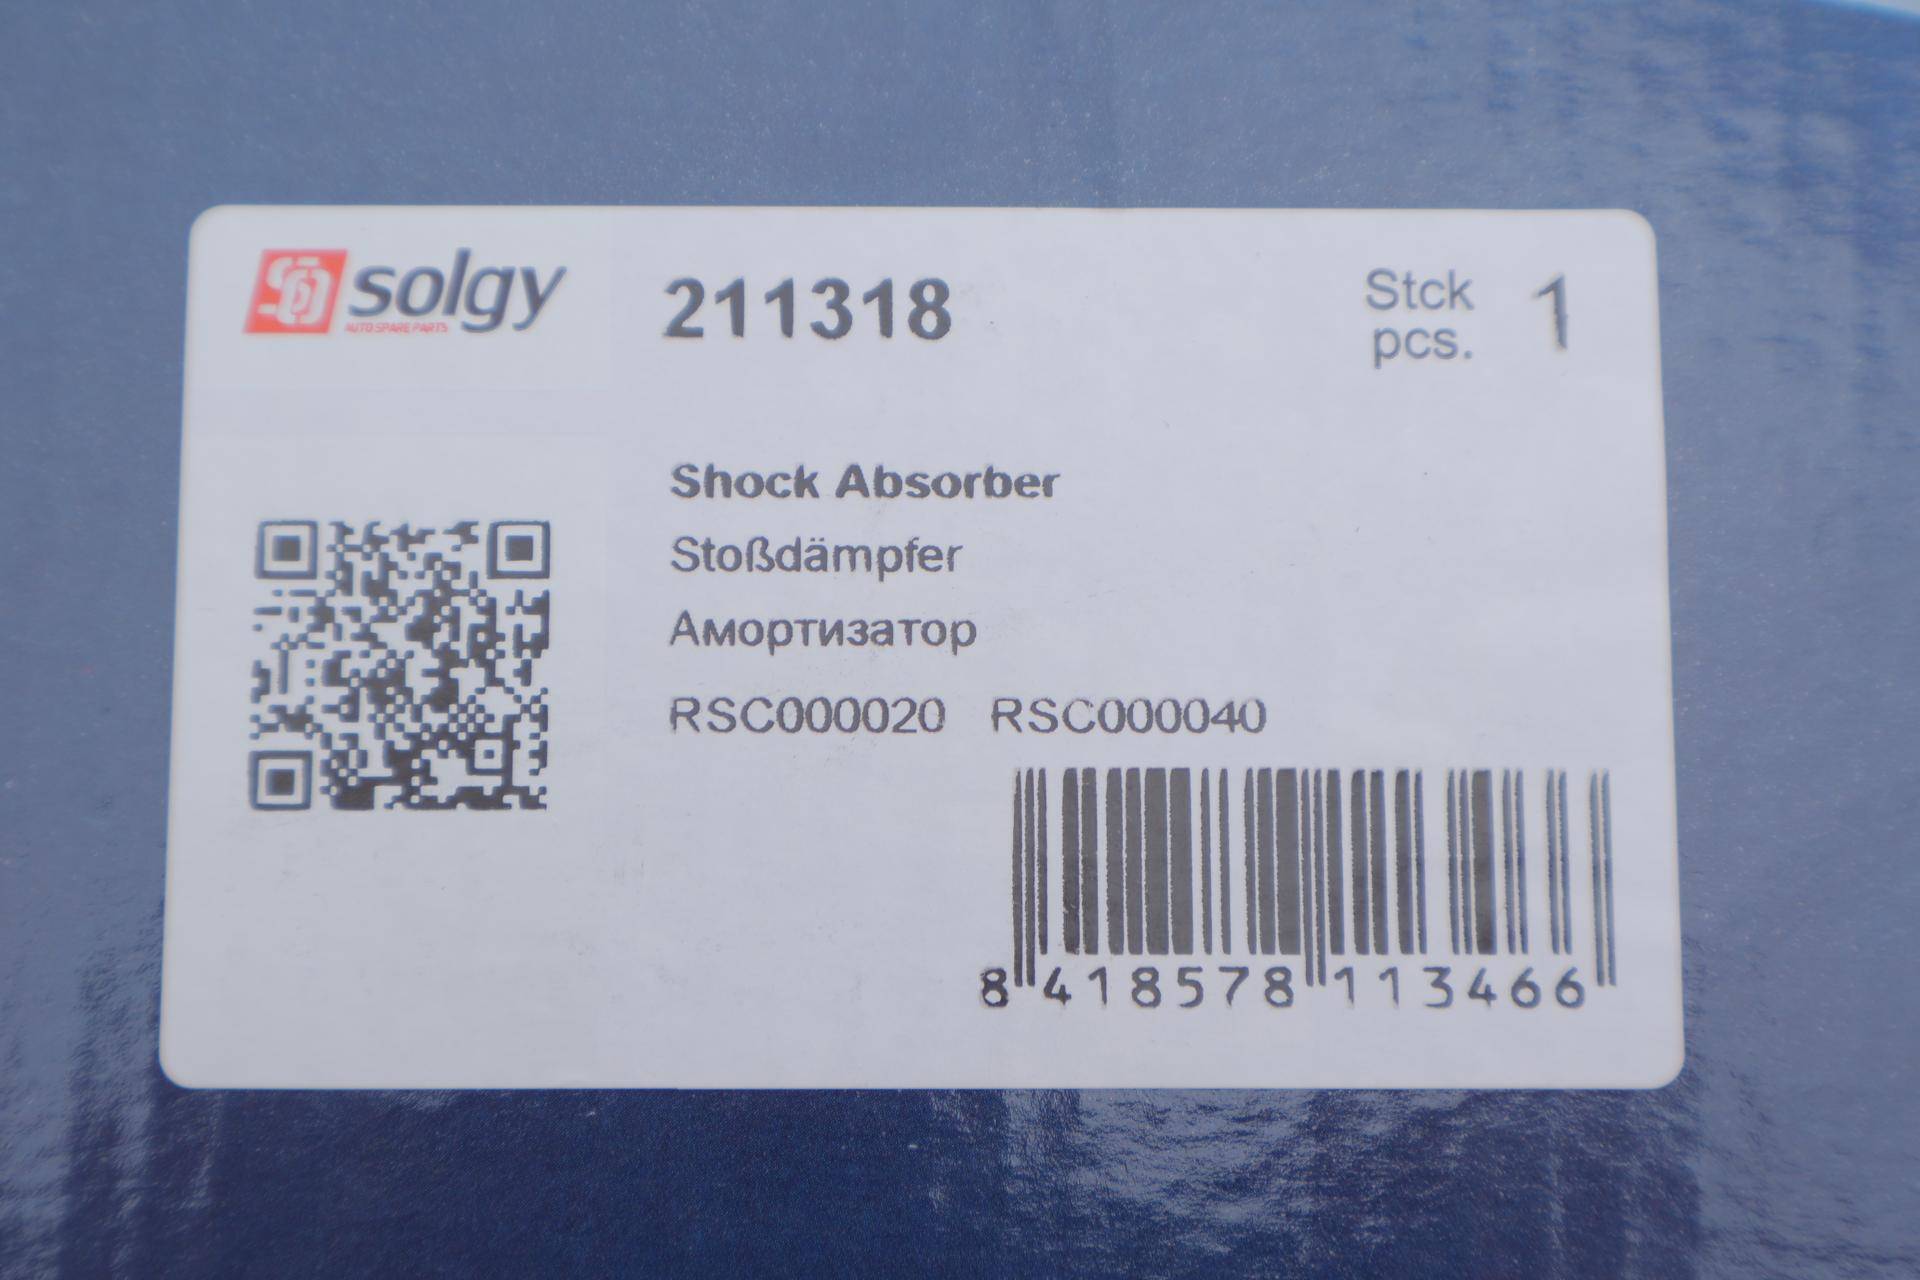 solgy
AUTO SPARE PARTS
211318
Stck
pcs.
1
Shock Absorber
Stoßdämpfer
Амортизатор
RSC000020 RSC000040
8 418578 113466